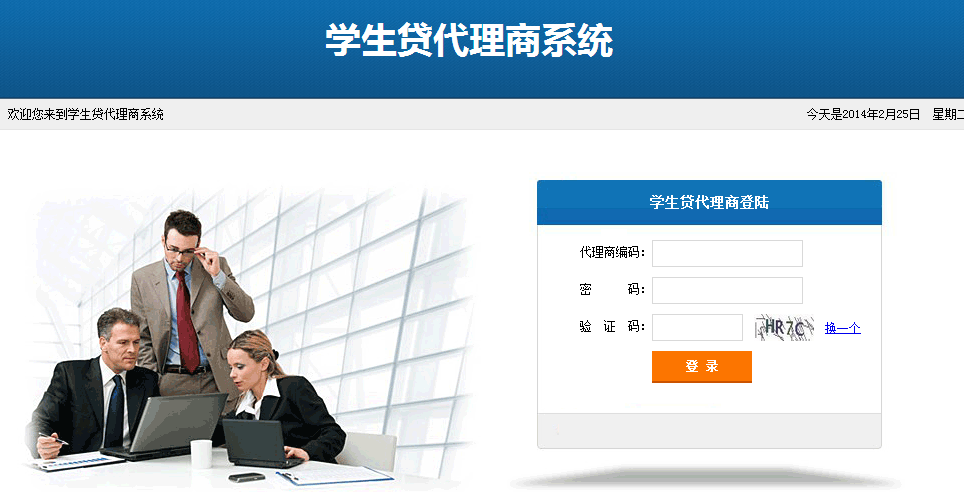 学生贷代理商系统
欢迎您来到学生贷代理商系统
今天是2014年2月25日 星期二
学生贷代理商登陆
代理商编码：
密 码：
验 证 码： HR7C 换一个
登 录